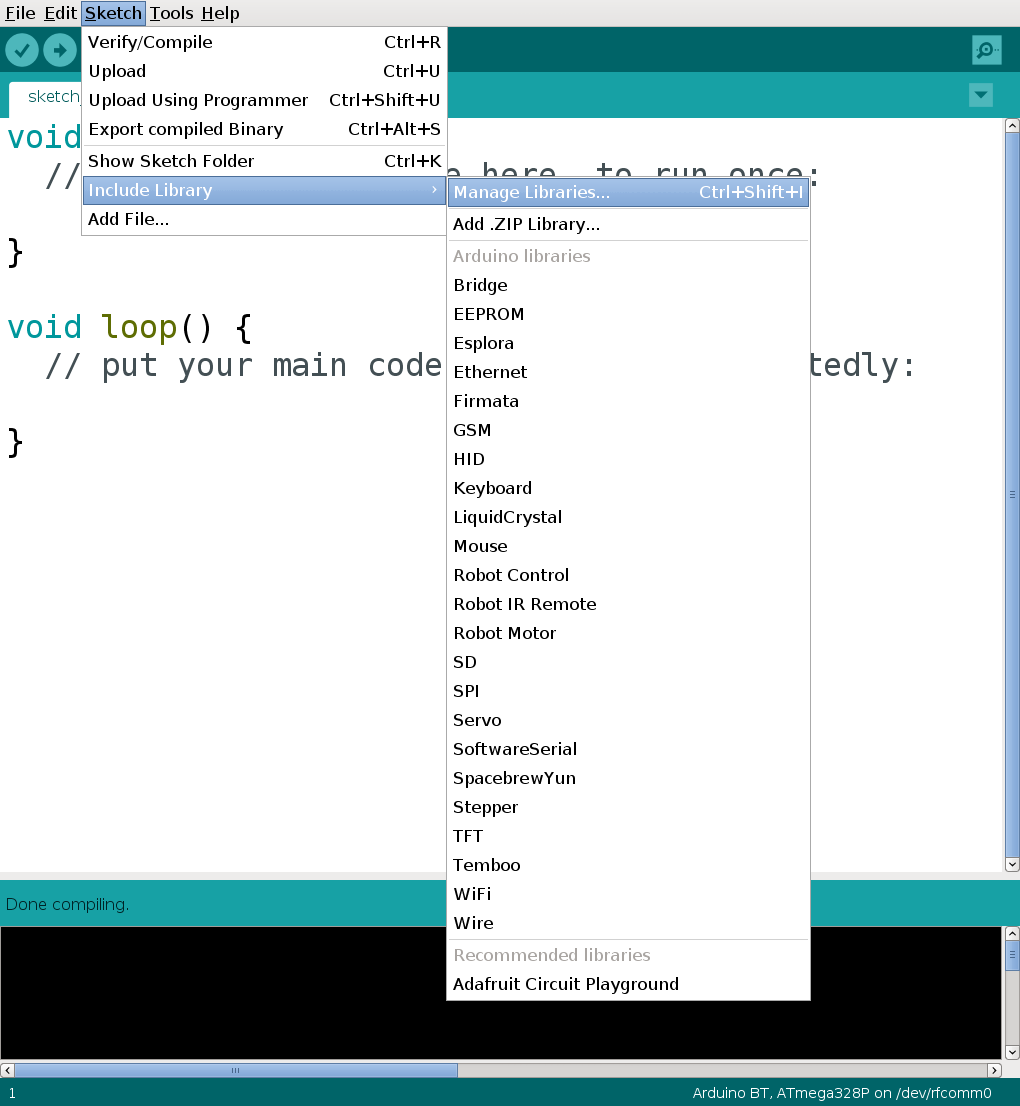 File Edit Sketch Tools Help
Verify/Compile Ctrl+R
Upload Ctrl+U
Upload Using Programmer Ctrl+Shift+U
Export compiled Binary Ctrl+Alt+S
Show Sketch Folder Ctrl+K
Include Library ›
Add File...
Manage Libraries... Ctrl+Shift+I
Add .ZIP Library...
Arduino libraries
Bridge
EEPROM
Esplora
Ethernet
Firmata
GSM
HID
Keyboard
LiquidCrystal
Mouse
Robot Control
Robot IR Remote
Robot Motor
SD
SPI
Servo
SoftwareSerial
SpacebrewYun
Stepper
TFT
Temboo
WiFi
Wire
Recommended libraries
Adafruit Circuit Playground
sketch_
void
// e here, to run once:
}
void loop() {
// put your main code tedly:
}
Done compiling.
1 Arduino BT, ATmega328P on /dev/rfcomm0